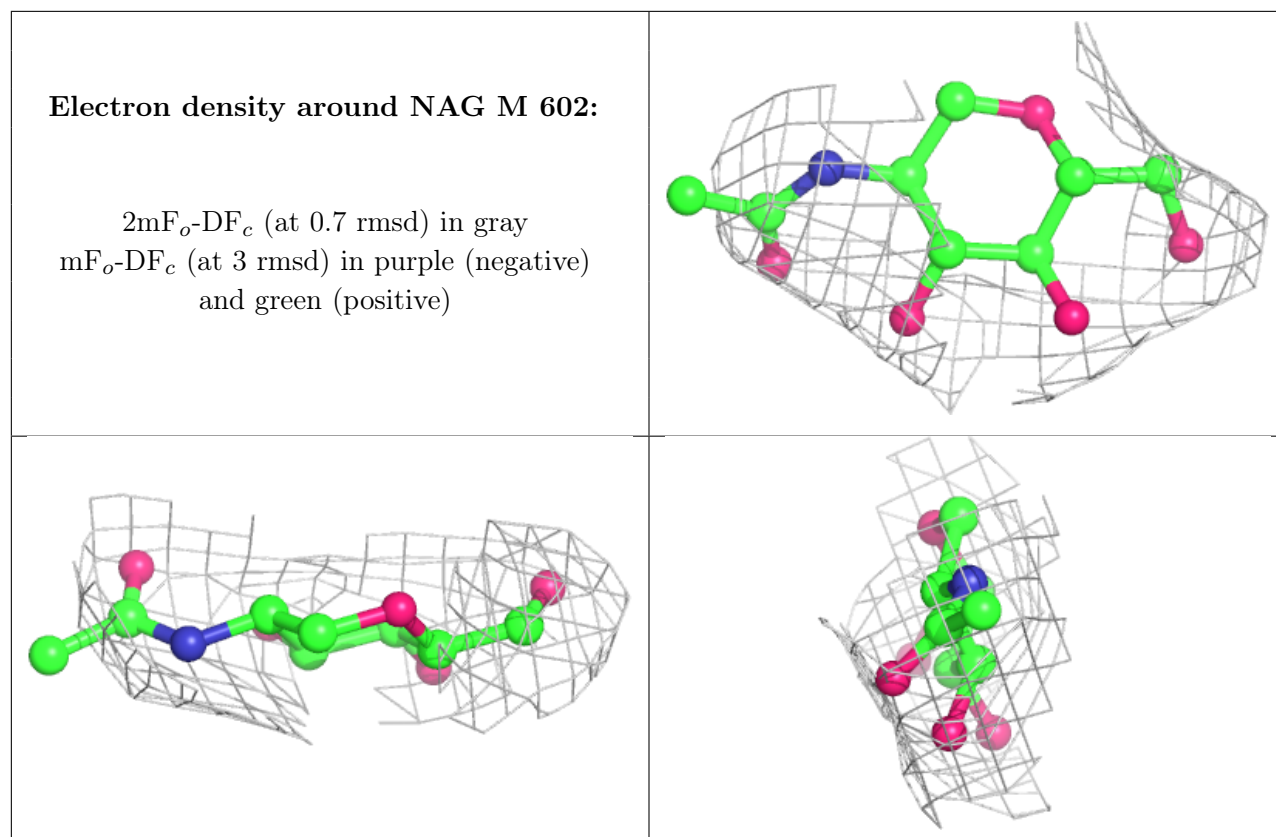 Electron density around NAG M 602:
2mFₒ-DF𝑐 (at 0.7 rmsd) in gray
mFₒ-DF𝑐 (at 3 rmsd) in purple (negative)
and green (positive)